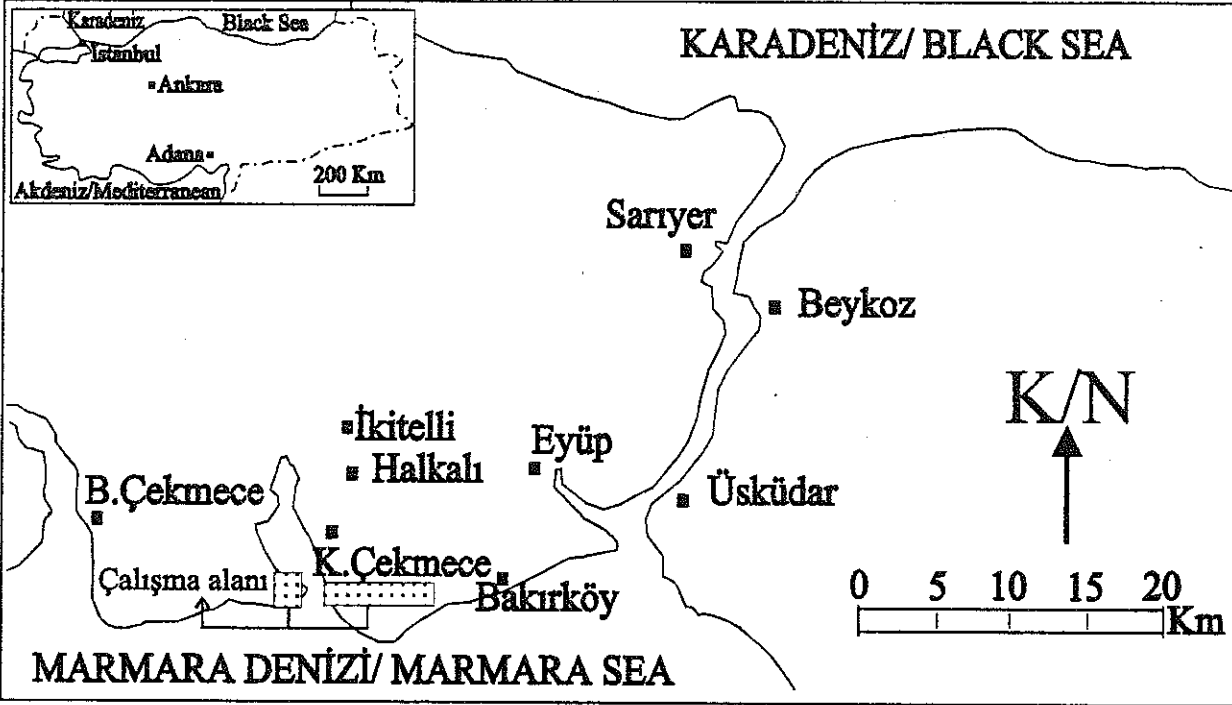 Karadeniz Black Sea
İstanbul
Ankara
Adana
200 Km
Akdeniz/Mediterranean
KARADENİZ/ BLACK SEA
Sarıyer
Beykoz
K/N
İkitelli
Halkalı
Eyüp
Üsküdar
B.Çekmece
K.Çekmece
Çalışma alanı
Bakırköy
0 5 10 15 20
Km
MARMARA DENİZİ/ MARMARA SEA